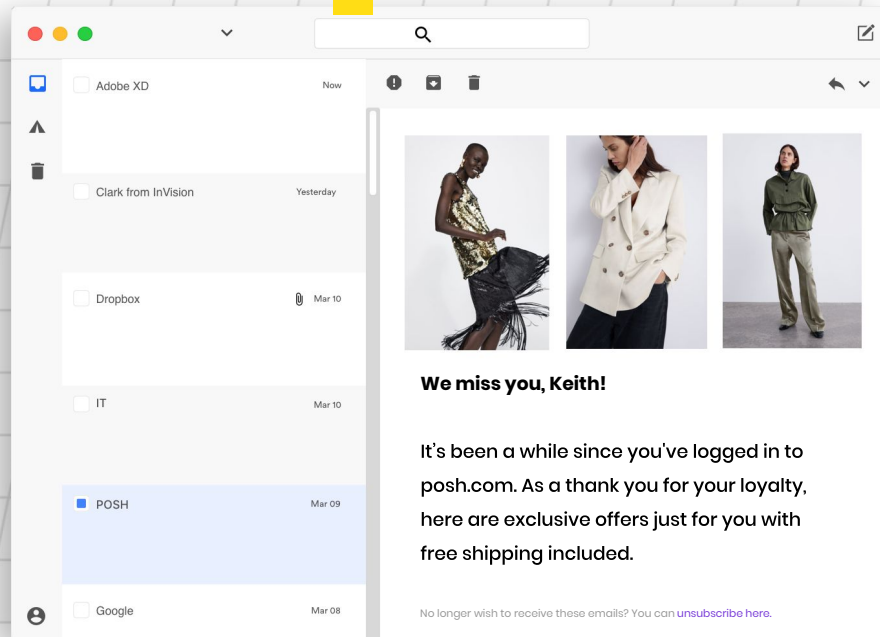 Adobe XD
Now
Clark from InVision
Yesterday
Dropbox
Mar 10
IT
Mar 10
POSH
Mar 09
Google
Mar 08
We miss you, Keith!
It’s been a while since you've logged in to
posh.com. As a thank you for your loyalty,
here are exclusive offers just for you with
free shipping included.
No longer wish to receive these emails? You can unsubscribe here.